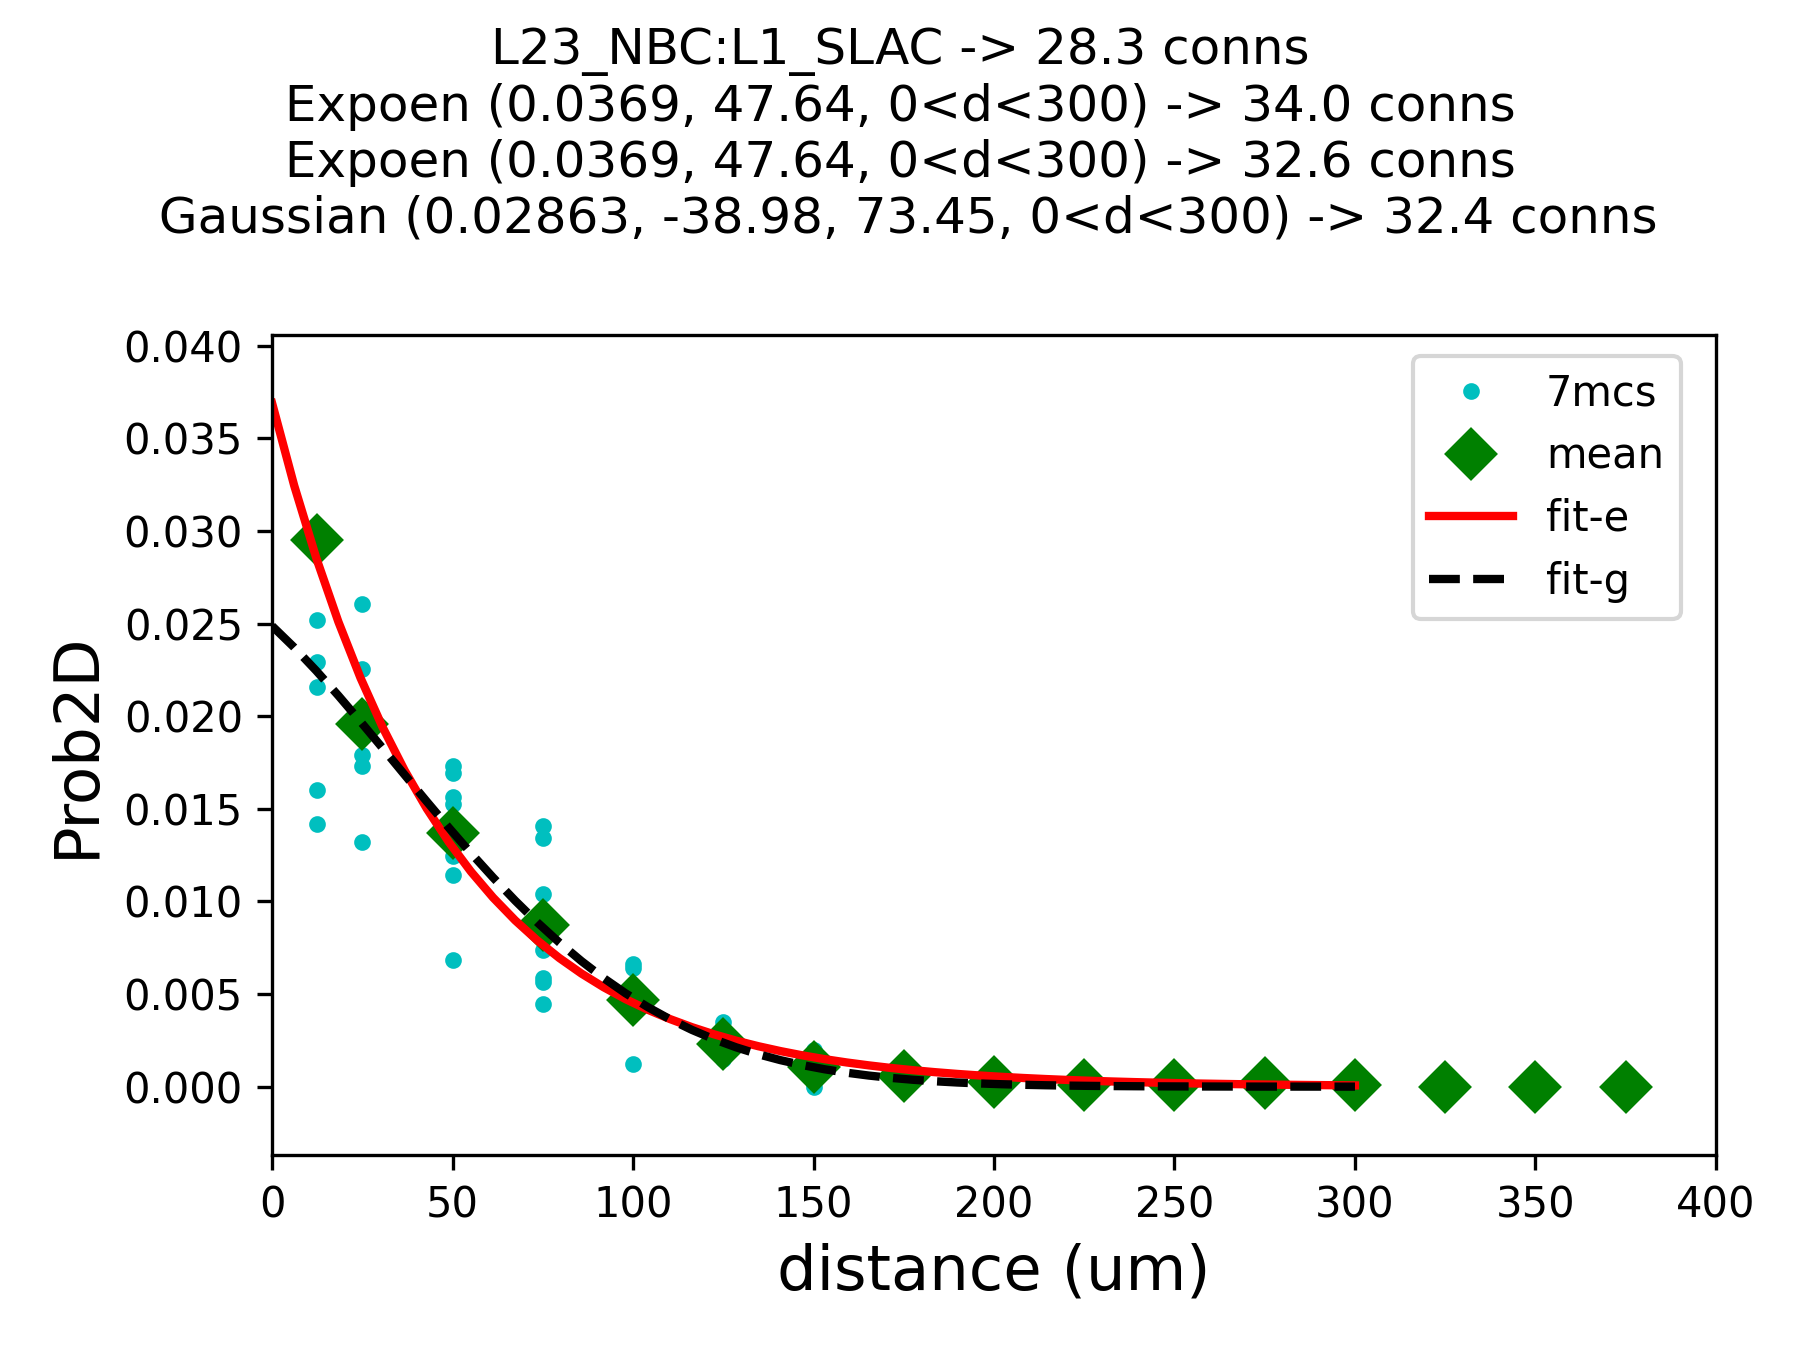 L23_NBC:L1_SLAC -> 28.3 conns
Expoen (0.0369, 47.64, 0<d<300) -> 34.0 conns
Expoen (0.0369, 47.64, 0<d<300) -> 32.6 conns
Gaussian (0.02863, -38.98, 73.45, 0<d<300) -> 32.4 conns
0.040
0.035
0.030
0.025
0.020
0.015
0.010
0.005
0.000
Prob2D
7mcs
mean
fit-e
fit-g
0 50 100 150 200 250 300 350 400
distance (um)